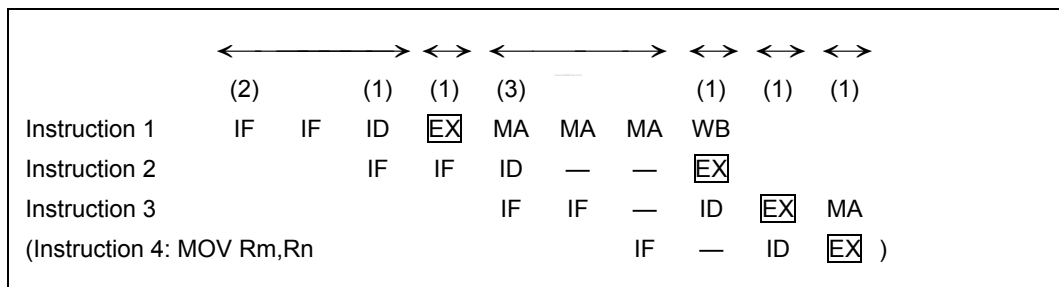 (2) (1) (1) (3) (1) (1) (1)
Instruction 1 IF IF ID EX MA MA MA WB
Instruction 2 IF IF ID — — EX
Instruction 3 IF IF — ID EX MA
(Instruction 4: MOV Rm,Rn IF — ID EX )